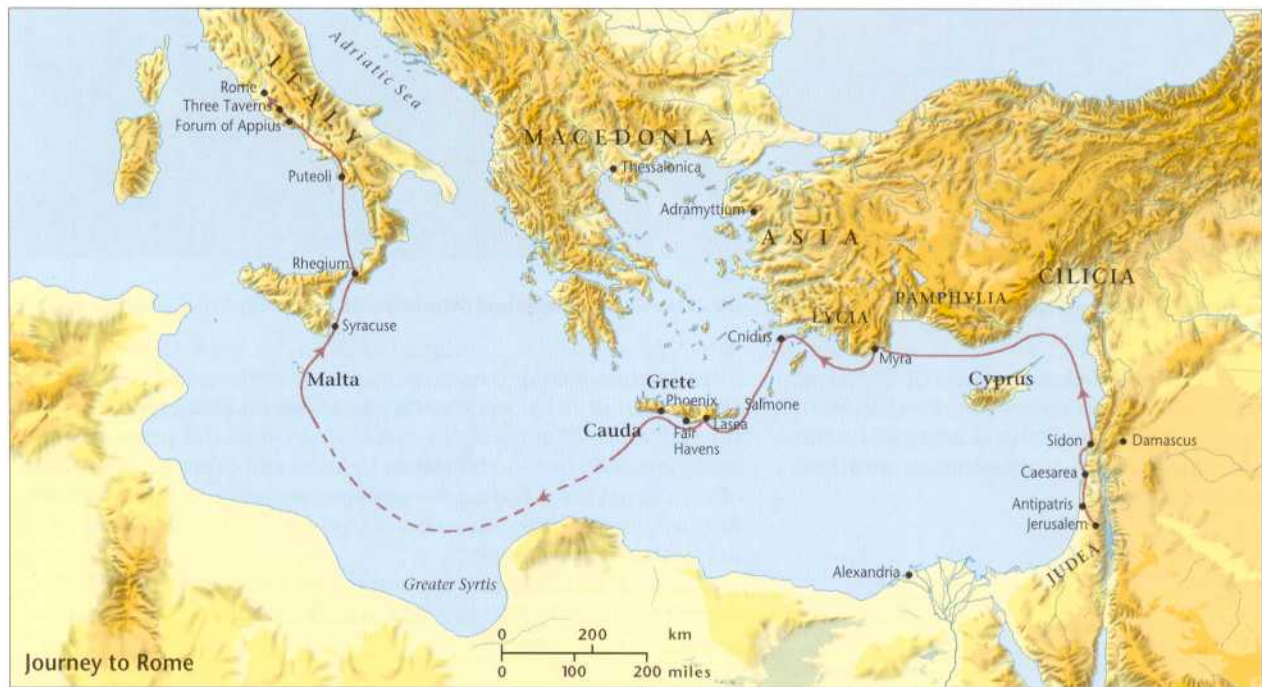 Adriatic Sea
ITALY
Rome
Three Taverns
Forum of Appius
MACEDONIA
Thessalonica
Puteoli
Adramyttium
ASIA
Rhegium
CILICIA
PAMPHYLIA
LYCIA
Syracuse
Cnidus
Myra
Malta
Grete
Cyprus
Phoenix
Salmone
Cauda
Lasea
Fair
Havens
Sidon
Damascus
Caesarea
Antipatris
Jerusalem
Alexandria
JUDEA
Greater Syrtis
0 200 km
0 100 200 miles
Journey to Rome